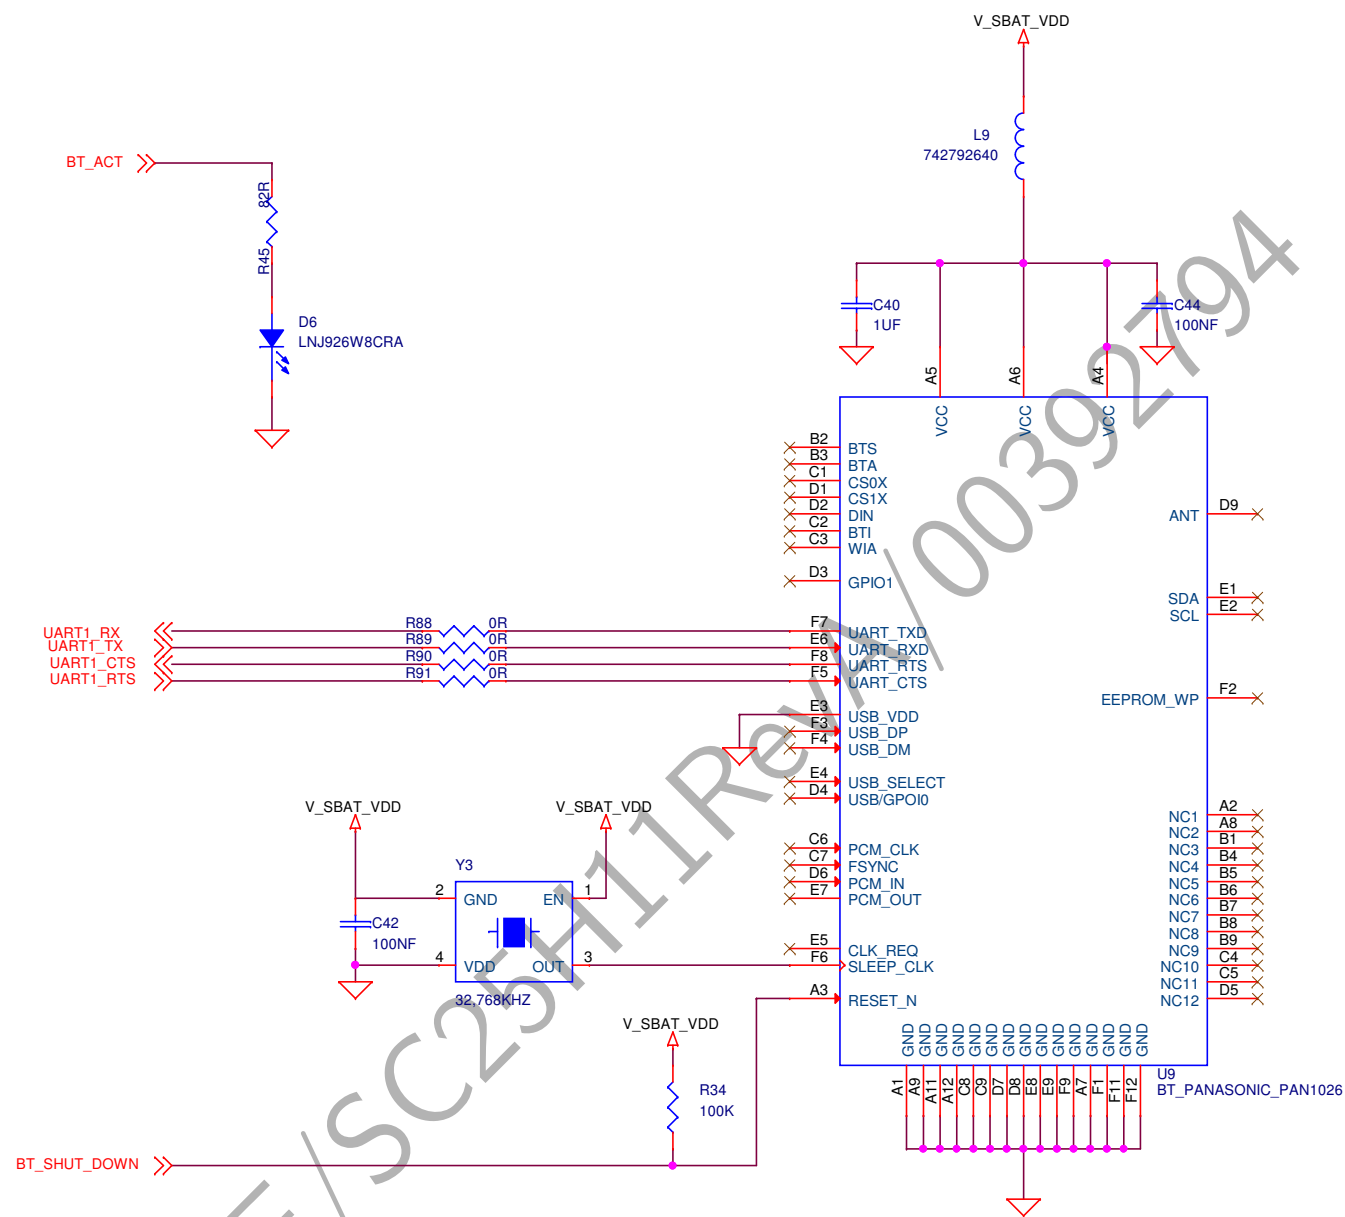 V_SBAT_VDD
L9
742792640
BT_ACT
82R
R45
D6
LNJ926W8CRA
C40
1UF
C44
100NF
A5
A6
A4
VCC
VCC
VCC
B2 BTS
B3 BTA
C1 CS0X
D1 CS1X
D2 DIN
C2 BTI
C3 WIA
D3 GPIO1
ANT D9
SDA E1
SCL E2
EEPROM_WP F2
UART1_RX R88 0R F7 UART_TXD
UART1_TX R89 0R E6 UART_RXD
UART1_CTS R90 0R F8 UART_RTS
UART1_RTS R91 0R F5 UART_CTS
E3 USB_VDD
F3 USB_DP
F4 USB_DM
E4 USB_SELECT
D4 USB/GPOI0
C6 PCM_CLK
C7 FSYNC
D6 PCM_IN
E7 PCM_OUT
E5 CLK_REQ
F6 SLEEP_CLK
A3 RESET_N
NC1 A2
NC2 A8
NC3 B1
NC4 B4
NC5 B5
NC6 B6
NC7 B7
NC8 B8
NC9 B9
NC10 C4
NC11 C5
NC12 D5
V_SBAT_VDD
V_SBAT_VDD
Y3
2 GND EN 1
4 VDD OUT 3
32,768KHZ
C42
100NF
V_SBAT_VDD
R34
100K
BT_SHUT_DOWN
GND GND GND GND GND GND GND GND GND GND GND GND GND GND GND
A1 A9 A11 A12 C8 C9 D7 D8 E8 E9 F9 A7 F1 F11 F12
U9
BT_PANASONIC_PAN1026
/SC25H11RevA/00392794